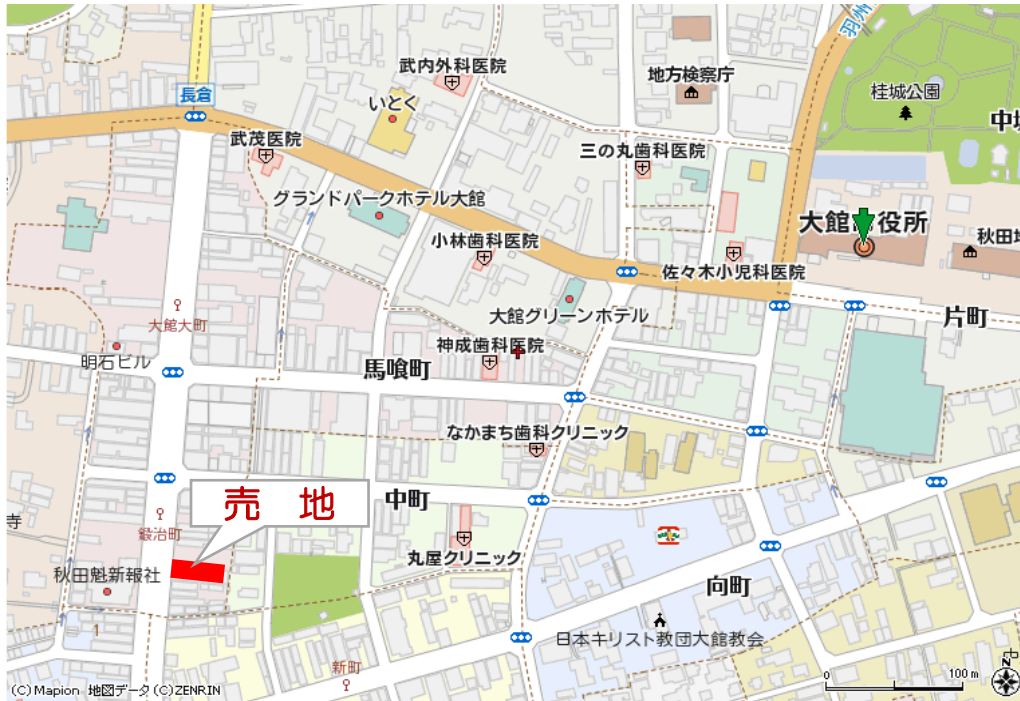 羽州
武内外科医院
地方検察庁
桂城公園
長倉
いとく
中城
武茂医院
三の丸歯科医院
グランドパークホテル大館
大館市役所
小林歯科医院
秋田地
佐々木小児科医院
大館グリーンホテル
片町
大館大町
明石ビル
神成歯科医院
馬喰町
なかまち歯科クリニック
売 地
中町
寺
鍛治町
丸屋クリニック
秋田魁新報社
向町
1
日本キリスト教団大館教会
新町
中
N
(C)Mapion 地図データ(C)ZENRIN
0 100m